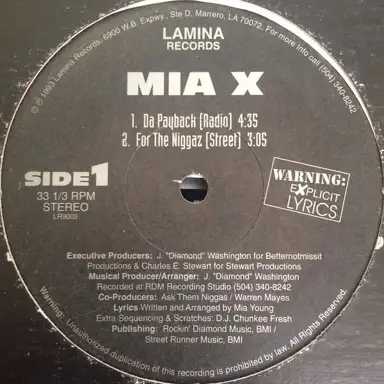 ℗ © 1993 Lamina Records, 6900 W.B. Expwy., Ste D, Marrero, LA 70072. For more info call (504) 340-8242
LAMINA
RECORDS
MIA X
1. Da Payback (Radio) 4:35
2. For The Niggaz (Street) 3:05
SIDE 1
33 1/3 RPM
STEREO
LR9003
WARNING:
EXPLICIT
LYRICS
Executive Producers: J. "Diamond" Washington for Betternotmissit
Productions & Charles E. Stewart for Stewart Productions
Musical Producer/Arranger: J. "Diamond" Washington
Recorded at RDM Recording Studio (504) 340-8242
Co-Producers: Ask Them Niggas / Warren Mayes
Lyrics Written and Arranged by Mia Young
Extra Sequencing & Scratches: D.J. Chunkee Fresh
Publishing: Rockin' Diamond Music, BMI /
Street Runner Music, BMI
Warning: Unauthorized duplication of this recording is prohibited by law. All Rights Reserved.